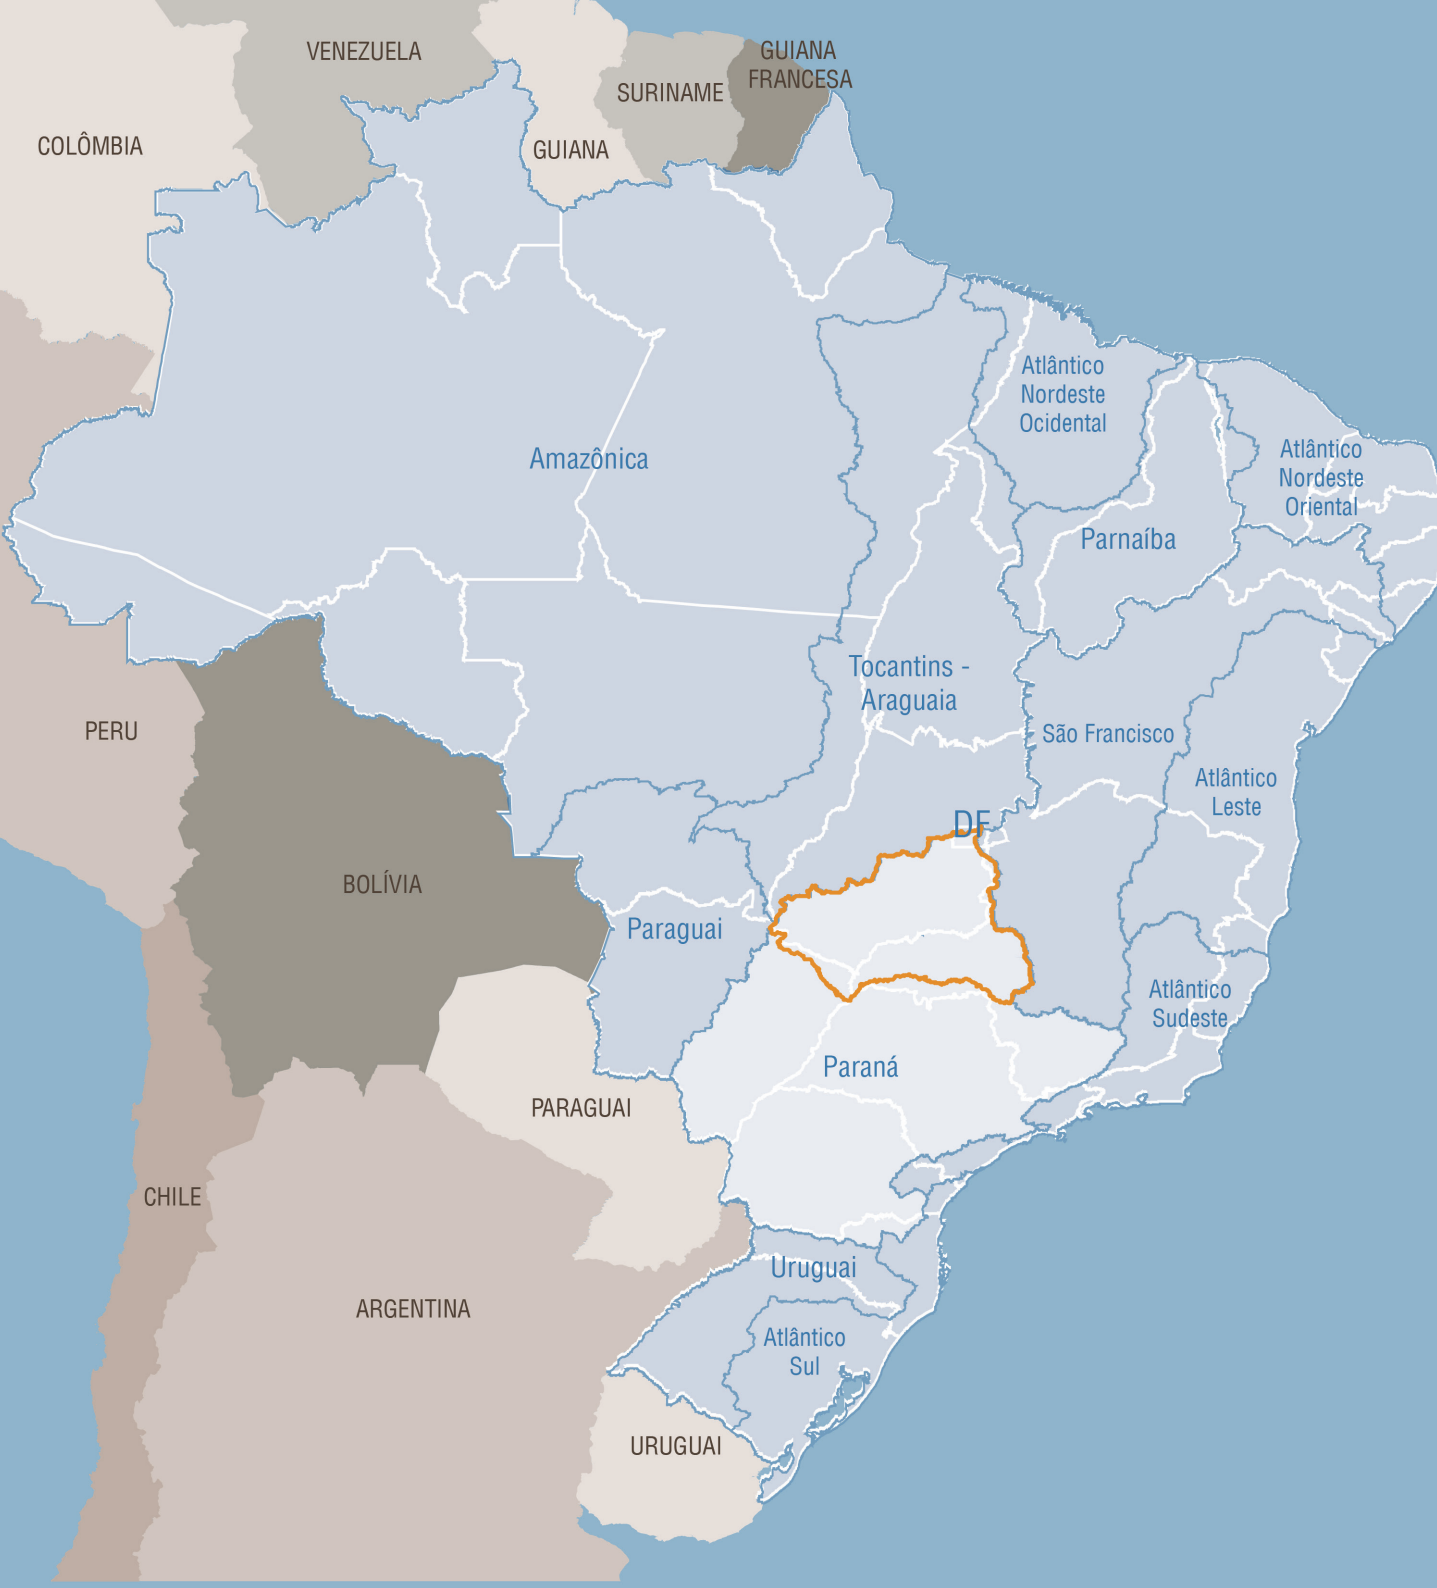 VENEZUELA
GUIANA
FRANCESA
SURINAME
COLÔMBIA
GUIANA
Atlântico
Nordeste
Ocidental
Amazônica
Atlântico
Nordeste
Oriental
Parnaíba
Tocantins -
Araguaia
PERU
São Francisco
Atlântico
Leste
DF
BOLÍVIA
Paraguai
Atlântico
Sudeste
Paraná
PARAGUAI
CHILE
Uruguai
ARGENTINA
Atlântico
Sul
URUGUAI